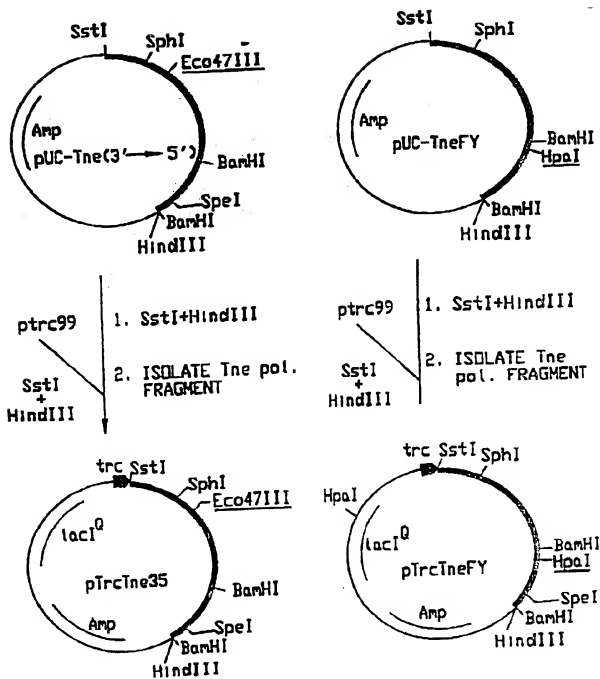 SstI
SphI
Eco47III
Amp
pUC-Tne(3' → 5')
BamHI
SpeI
BamHI
HindIII
SstI
SphI
Amp
pUC-TneFY
BamHI
HpaI
BamHI
HindIII
ptrc99
SstI
+
HindIII
1. SstI+HindIII
2. ISOLATE Tne pol.
FRAGMENT
ptrc99
SstI
+
HindIII
1. SstI+HindIII
2. ISOLATE Tne
pol. FRAGMENT
trc
SstI
SphI
Eco47III
lacI^Q
pTrcTne35
BamHI
Amp
SpeI
BamHI
HindIII
trc
SstI
SphI
HpaI
lacI^Q
BamHI
HpaI
pTrcTneFY
SpeI
Amp
BamHI
HindIII